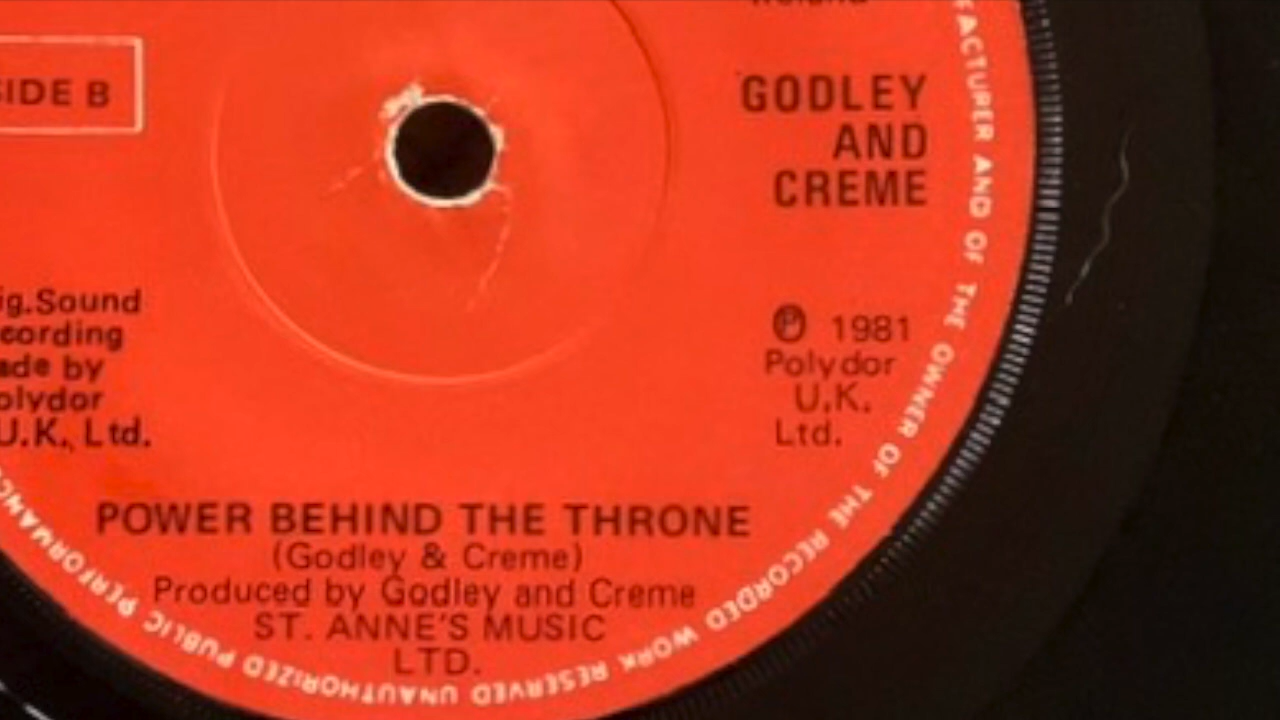 SIDE B
GODLEY
AND
CREME
ig.Sound
ecording
ade by
olydor
U.K., Ltd.
Ⓟ 1981
Polydor
U.K.
Ltd.
POWER BEHIND THE THRONE
(Godley & Creme)
Produced by Godley and Creme
ST. ANNE'S MUSIC
LTD.
FACTURER AND OF THE OWNER OF THE RECORDED WORK RESERVED UNAUTHORIZED PUBLIC PERFORMANC